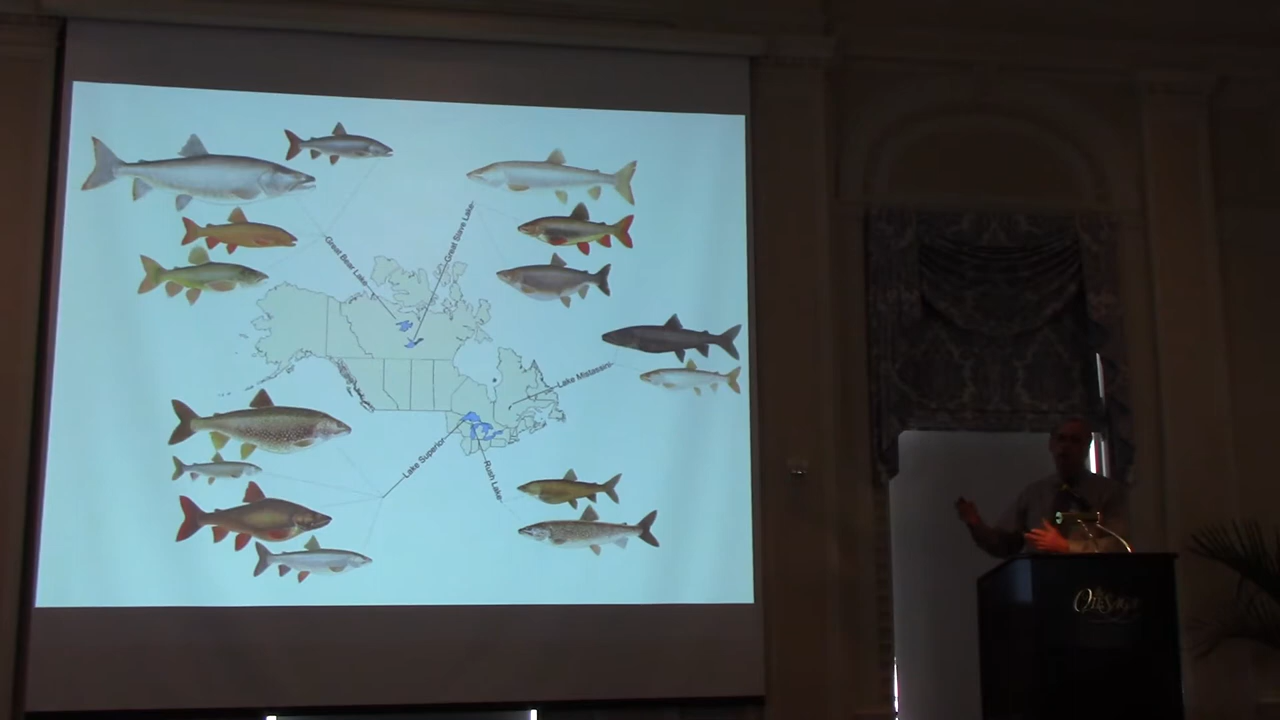 Great Bear Lake
Great Slave Lake
Lake Mistassini
Lake Superior
Rush Lake